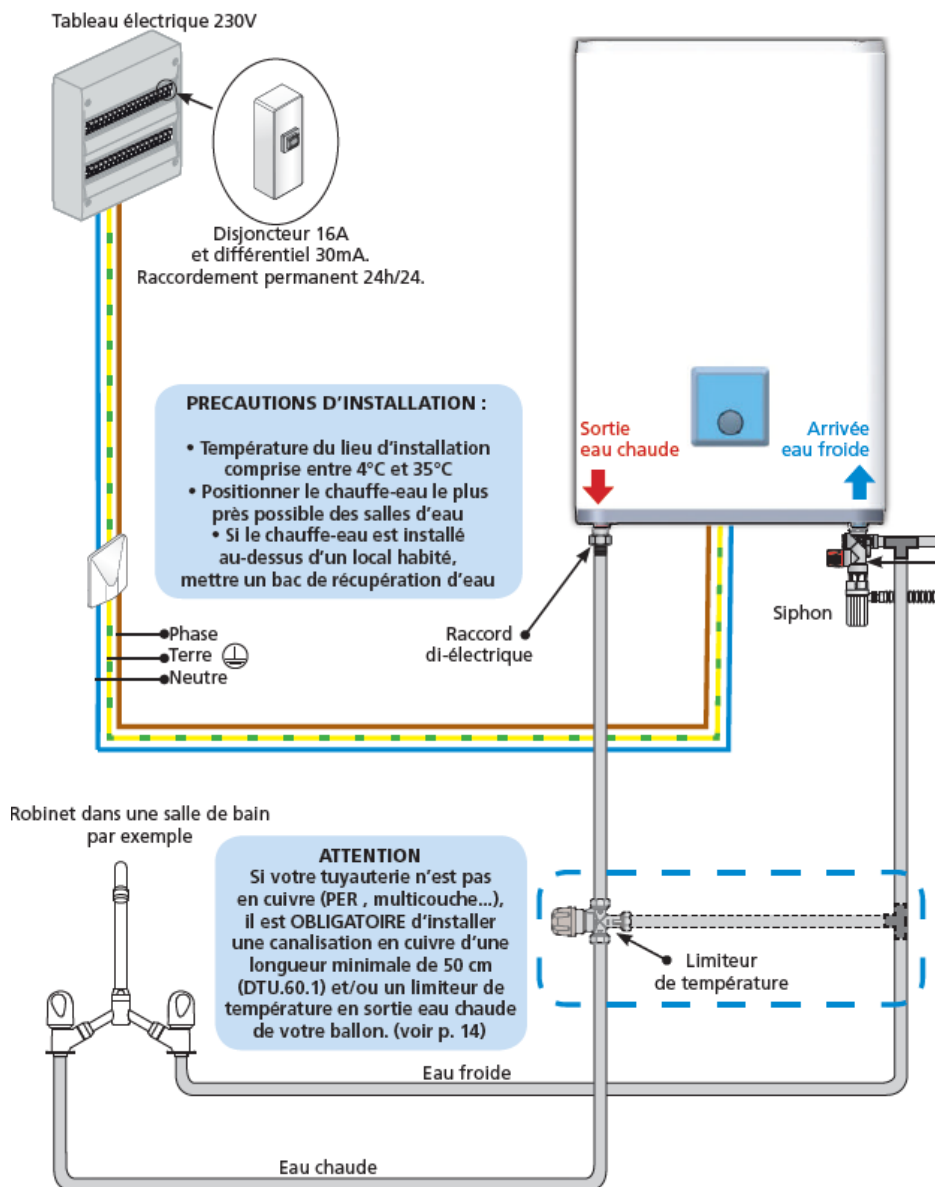 Tableau électrique 230V
Disjoncteur 16A
et différentiel 30mA.
Raccordement permanent 24h/24.
PRECAUTIONS D’INSTALLATION :
• Température du lieu d’installation
comprise entre 4°C et 35°C
• Positionner le chauffe-eau le plus
près possible des salles d’eau
• Si le chauffe-eau est installé
au-dessus d’un local habité,
mettre un bac de récupération d’eau
Sortie
eau chaude
Arrivée
eau froide
Siphon
Raccord
di-électrique
Phase
Terre
Neutre
Robinet dans une salle de bain
par exemple
ATTENTION
Si votre tuyauterie n’est pas
en cuivre (PER , multicouche...),
il est OBLIGATOIRE d’installer
une canalisation en cuivre d’une
longueur minimale de 50 cm
(DTU.60.1) et/ou un limiteur de
température en sortie eau chaude
de votre ballon. (voir p. 14)
Limiteur
de température
Eau froide
Eau chaude